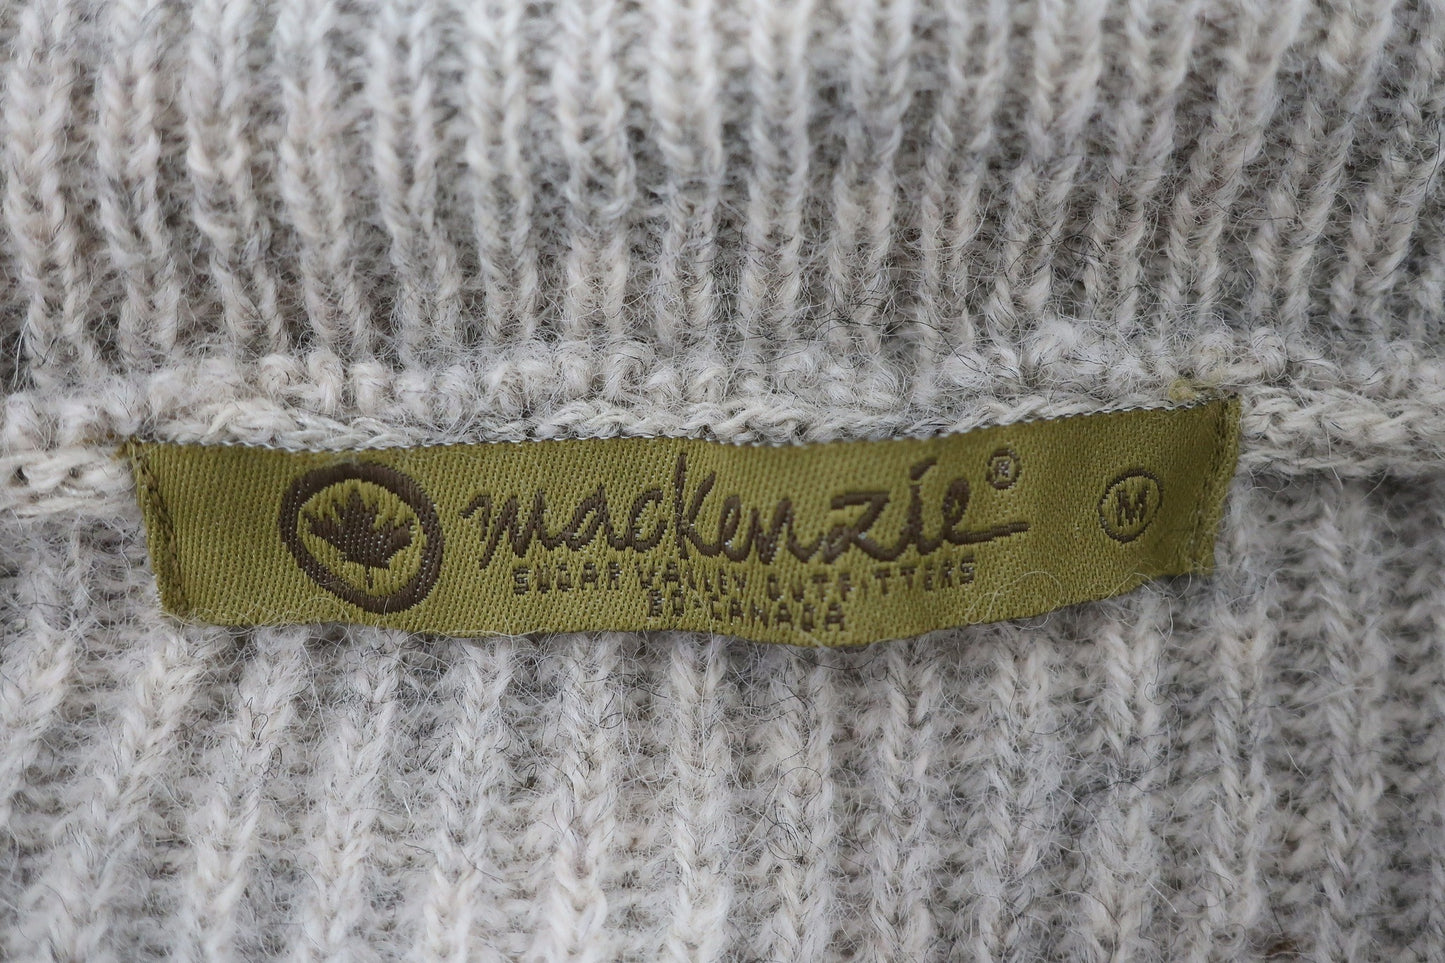 mackenzie® M
SUGAR VALLEY OUTFITTERS
BC·CANADA